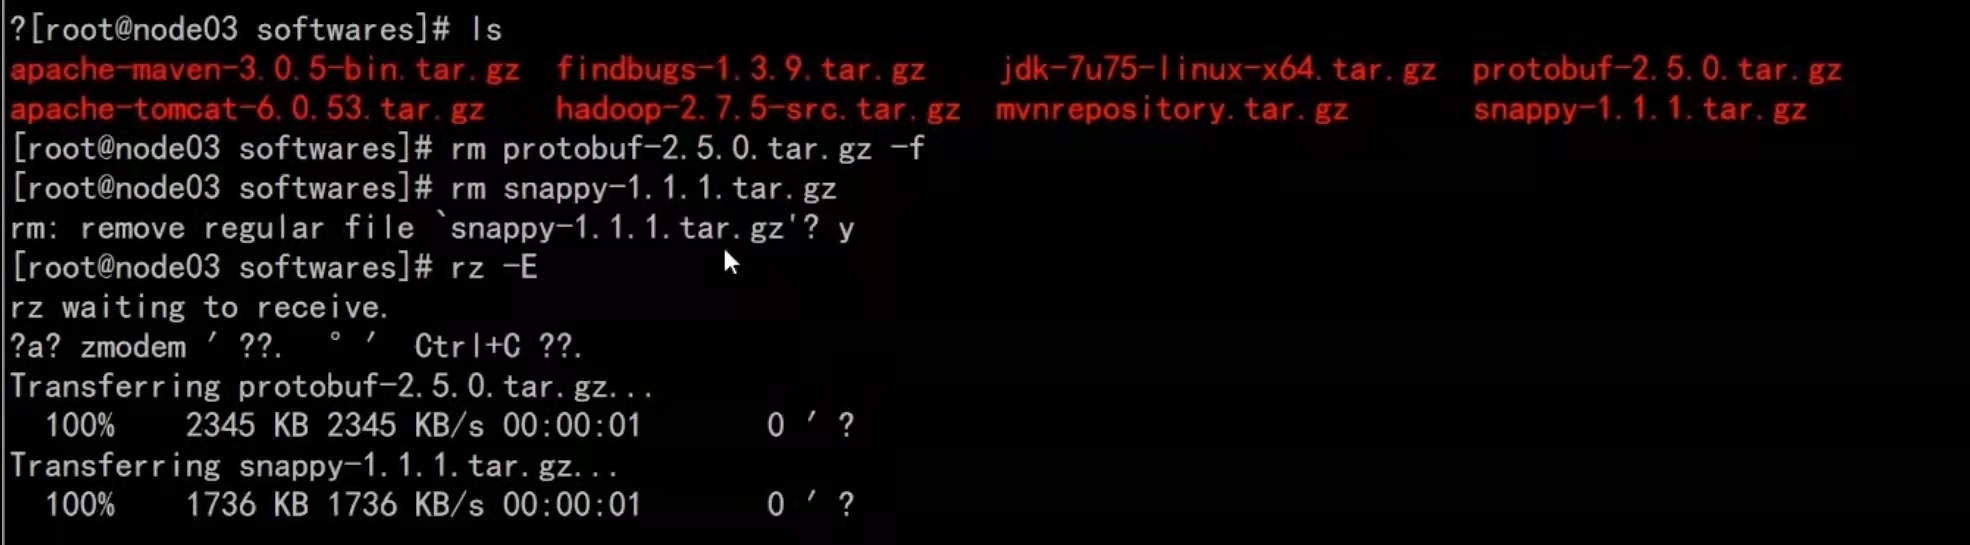 ?[root@node03 softwares]# ls
apache-maven-3.0.5-bin.tar.gz  findbugs-1.3.9.tar.gz    jdk-7u75-linux-x64.tar.gz  protobuf-2.5.0.tar.gz
apache-tomcat-6.0.53.tar.gz    hadoop-2.7.5-src.tar.gz  mvnrepository.tar.gz       snappy-1.1.1.tar.gz
[root@node03 softwares]# rm protobuf-2.5.0.tar.gz -f
[root@node03 softwares]# rm snappy-1.1.1.tar.gz
rm: remove regular file `snappy-1.1.1.tar.gz'? y
[root@node03 softwares]# rz -E
rz waiting to receive.
?a? zmodem ′ ??.   ° ′  Ctrl+C ??.
Transferring protobuf-2.5.0.tar.gz...
  100%    2345 KB 2345 KB/s 00:00:01       0 ′ ?
Transferring snappy-1.1.1.tar.gz...
  100%    1736 KB 1736 KB/s 00:00:01       0 ′ ?